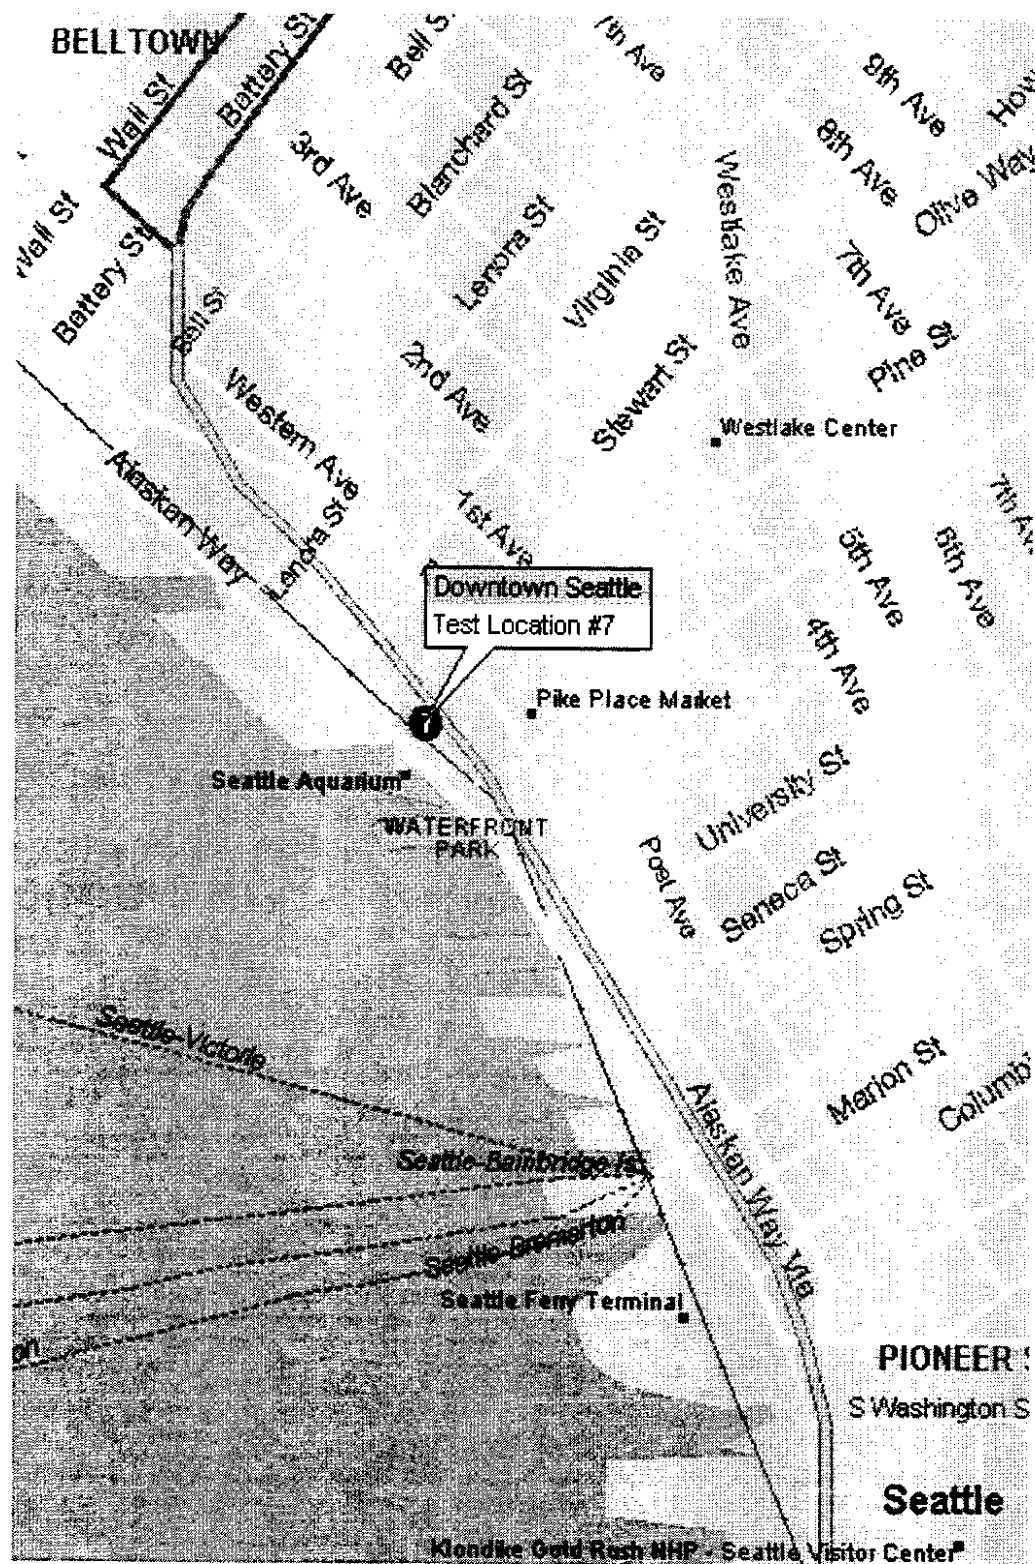 BELLTOWN
Wall St
Battery St
Bell S
7th Ave
9th Ave
How
Blanchard St
3rd Ave
8th Ave
Olive Way
Wall St
Battery St
Bell St
Lenora St
Virginia St
Westlake Ave
7th Ave
Pine St
2nd Ave
Stewart St
Western Ave
Westlake Center
Alaskan Way
Lenora St
1st Ave
7th Av
5th Ave
6th Ave
Downtown Seattle
Test Location #7
4th Ave
Pike Place Market
7
Seattle Aquarium
WATERFRONT
PARK
University St
Post Ave
Seneca St
Spring St
Seattle-Victoria
Marion St
Columb
Seattle-Bainbridge Is
Alaskan Way Via
Seattle-Bremerton
Seattle Ferry Terminal
on
PIONEER S
S Washington S
Seattle
Klondike Gold Rush NHP - Seattle Visitor Center